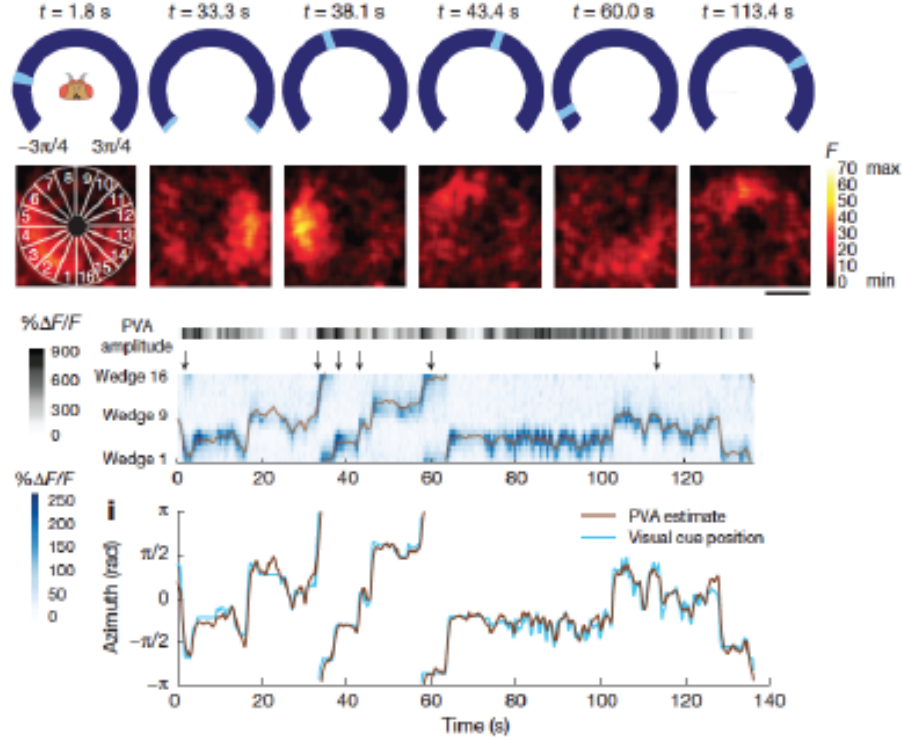 t = 1.8 s t = 33.3 s t = 38.1 s t = 43.4 s t = 60.0 s t = 113.4 s
−3π/4 3π/4
F
70 max
60
50
40
30
20
10
0 min
1 2 3 4 5 6 7 8 9 10 11 12 13 14 15 16
%ΔF/F
900
600
300
0
PVA
amplitude
Wedge 16
Wedge 9
Wedge 1
0 20 40 60 80 100 120
%ΔF/F
250
200
150
100
50
0
ii
π
π/2
0
−π/2
−π
Azimuth (rad)
PVA estimate
Visual cue position
0 20 40 60 80 100 120 140
Time (s)